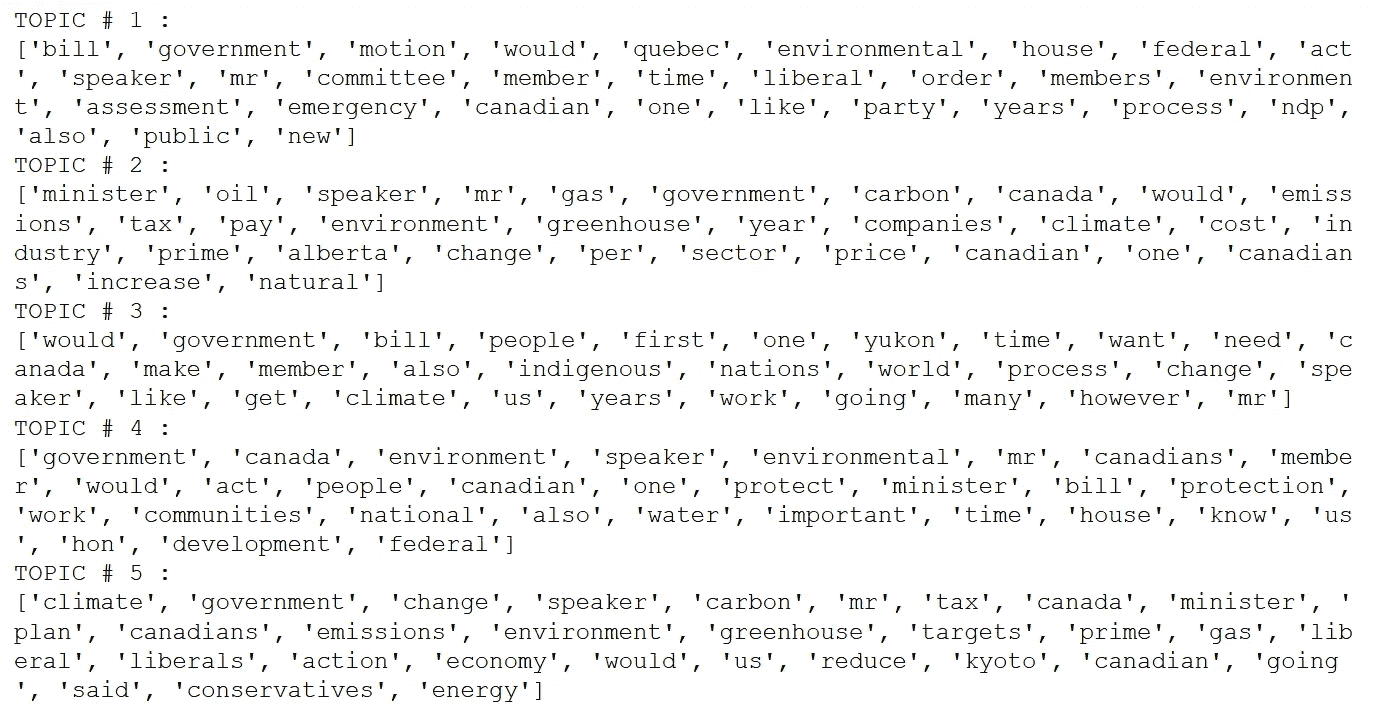 TOPIC # 1 :
['bill', 'government', 'motion', 'would', 'quebec', 'environmental', 'house', 'federal', 'act
', 'speaker', 'mr', 'committee', 'member', 'time', 'liberal', 'order', 'members', 'environmen
t', 'assessment', 'emergency', 'canadian', 'one', 'like', 'party', 'years', 'process', 'ndp',
'also', 'public', 'new']
TOPIC # 2 :
['minister', 'oil', 'speaker', 'mr', 'gas', 'government', 'carbon', 'canada', 'would', 'emiss
ions', 'tax', 'pay', 'environment', 'greenhouse', 'year', 'companies', 'climate', 'cost', 'in
dustry', 'prime', 'alberta', 'change', 'per', 'sector', 'price', 'canadian', 'one', 'canadian
s', 'increase', 'natural']
TOPIC # 3 :
['would', 'government', 'bill', 'people', 'first', 'one', 'yukon', 'time', 'want', 'need', 'c
anada', 'make', 'member', 'also', 'indigenous', 'nations', 'world', 'process', 'change', 'spe
aker', 'like', 'get', 'climate', 'us', 'years', 'work', 'going', 'many', 'however', 'mr']
TOPIC # 4 :
['government', 'canada', 'environment', 'speaker', 'environmental', 'mr', 'canadians', 'membe
r', 'would', 'act', 'people', 'canadian', 'one', 'protect', 'minister', 'bill', 'protection',
'work', 'communities', 'national', 'also', 'water', 'important', 'time', 'house', 'know', 'us
', 'hon', 'development', 'federal']
TOPIC # 5 :
['climate', 'government', 'change', 'speaker', 'carbon', 'mr', 'tax', 'canada', 'minister', '
plan', 'canadians', 'emissions', 'environment', 'greenhouse', 'targets', 'prime', 'gas', 'lib
eral', 'liberals', 'action', 'economy', 'would', 'us', 'reduce', 'kyoto', 'canadian', 'going
', 'said', 'conservatives', 'energy']